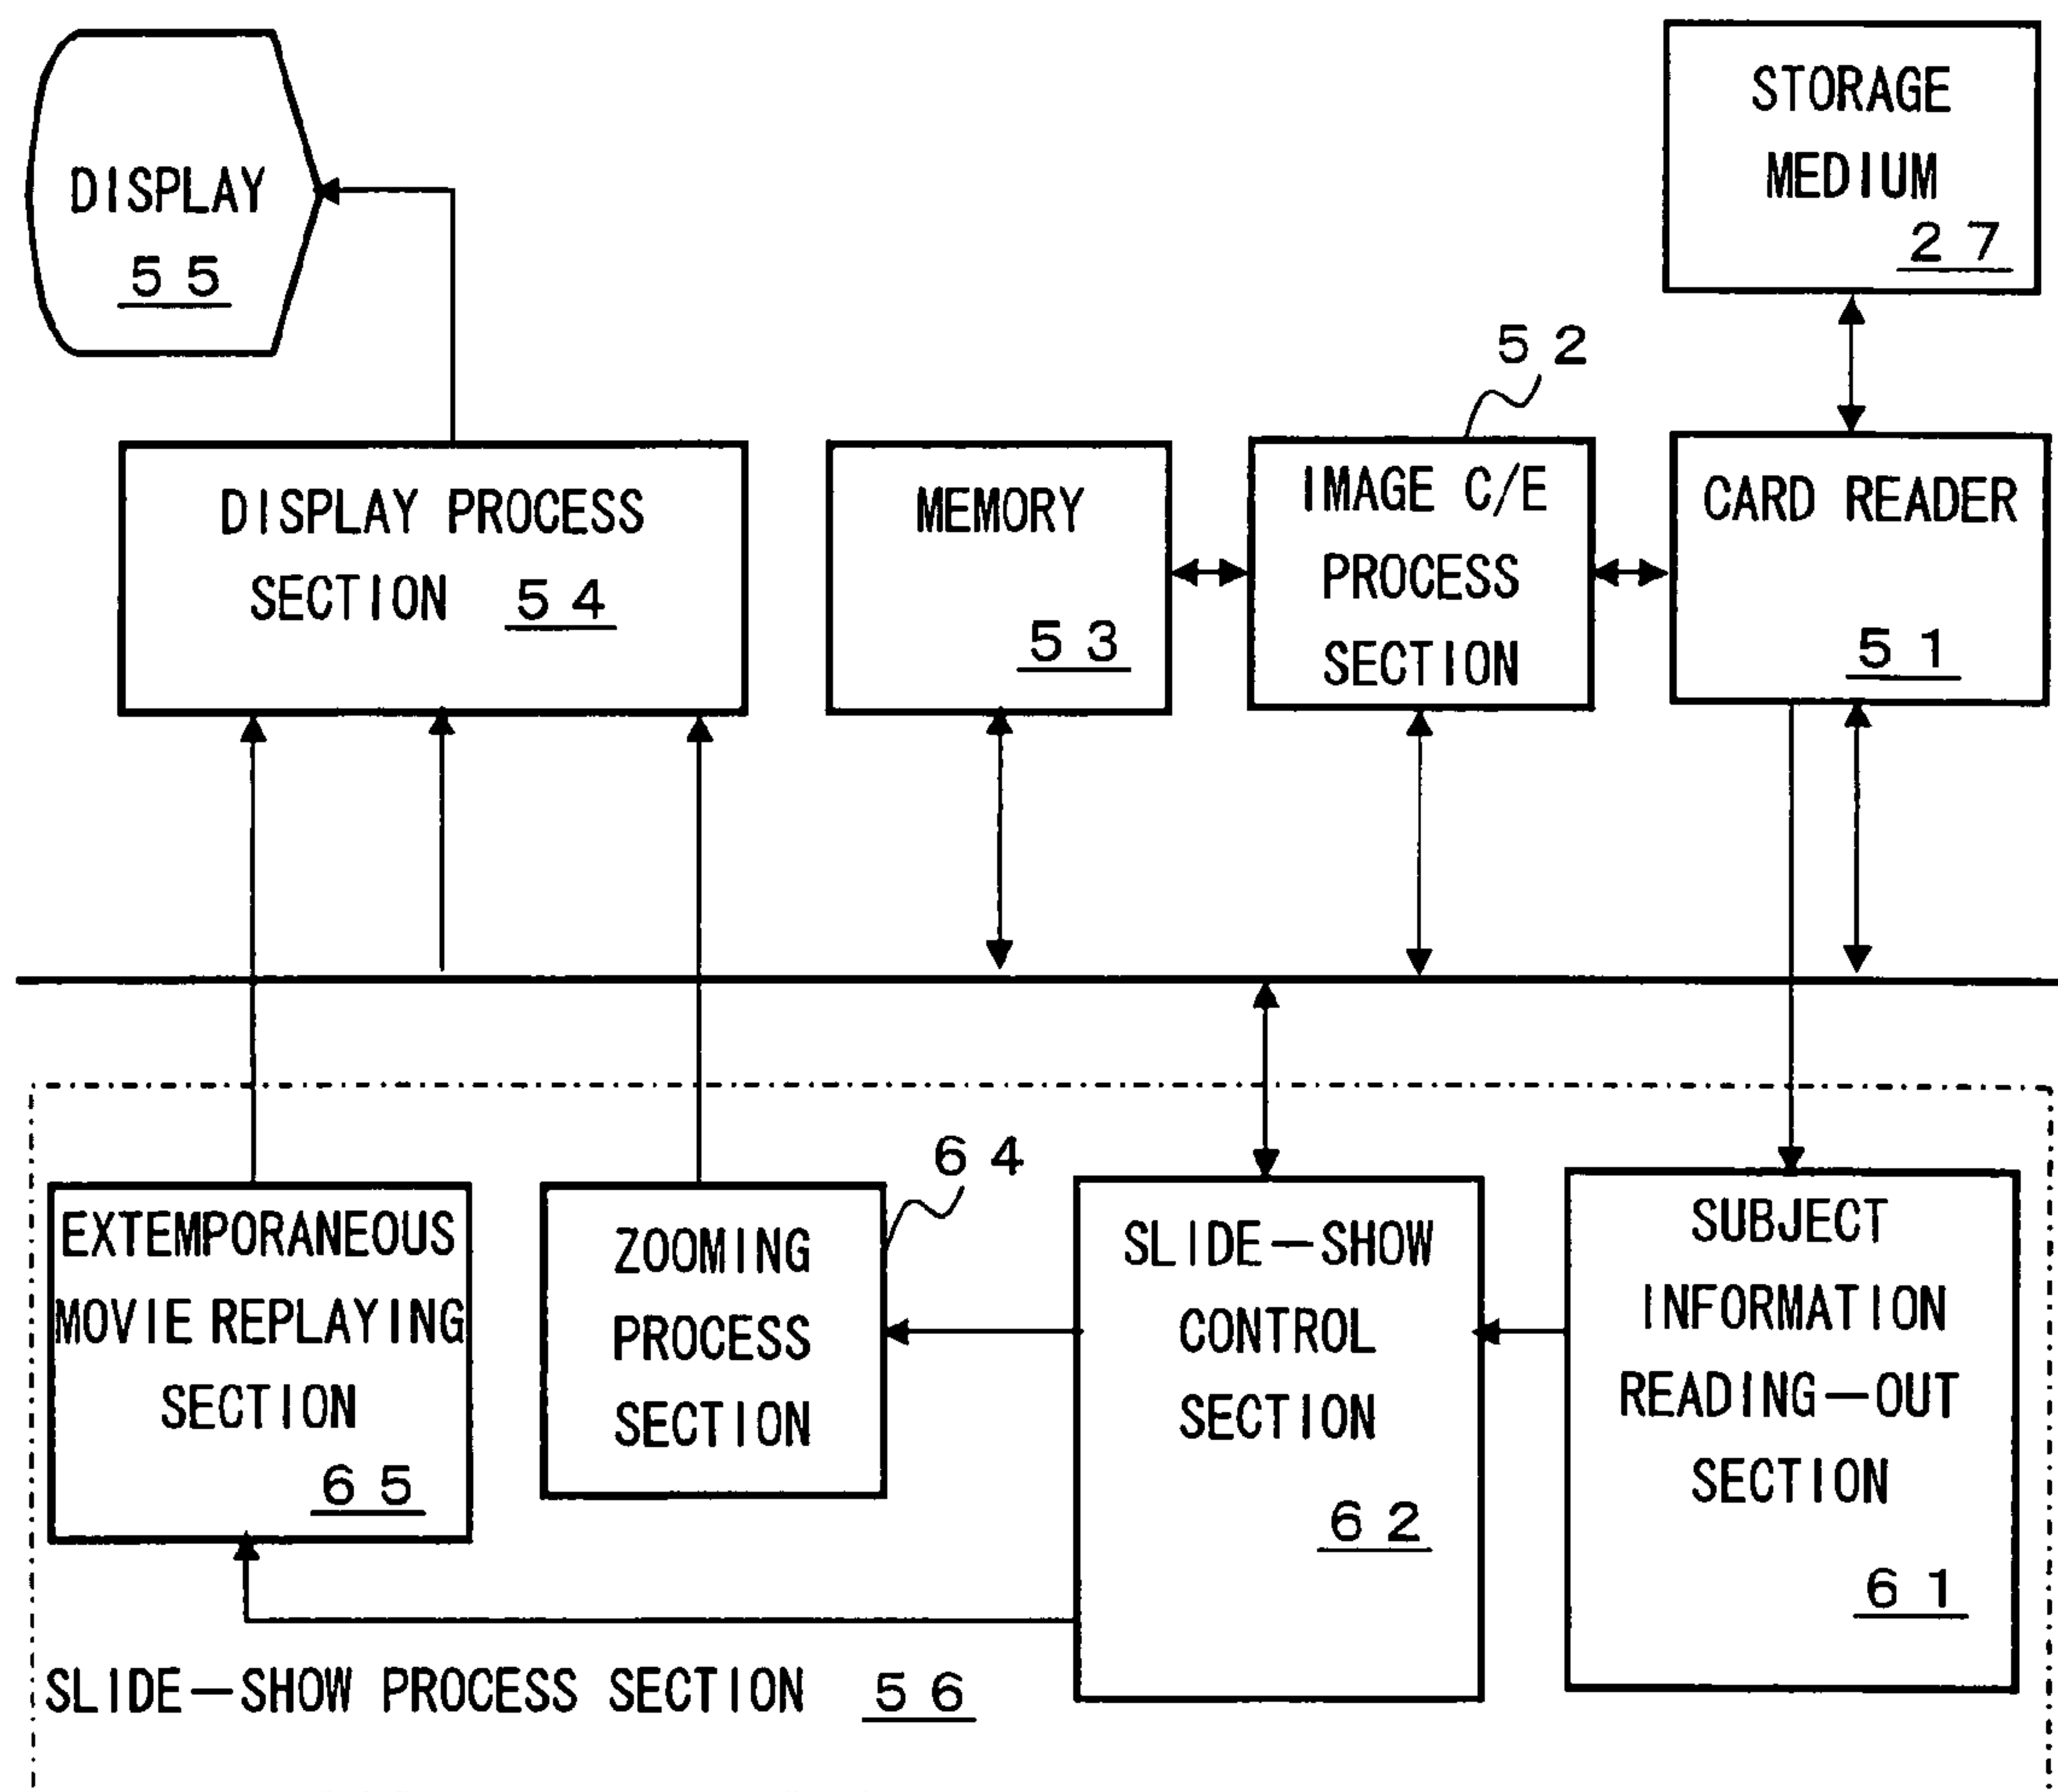 DISPLAY
55
STORAGE
MEDIUM
27
52
DISPLAY PROCESS
SECTION 54
MEMORY
53
IMAGE C/E
PROCESS
SECTION
CARD READER
51
EXTEMPORANEOUS
MOVIE REPLAYING
SECTION
65
64
ZOOMING
PROCESS
SECTION
SLIDE-SHOW
CONTROL
SECTION
62
SUBJECT
INFORMATION
READING-OUT
SECTION
61
SLIDE-SHOW PROCESS SECTION 56